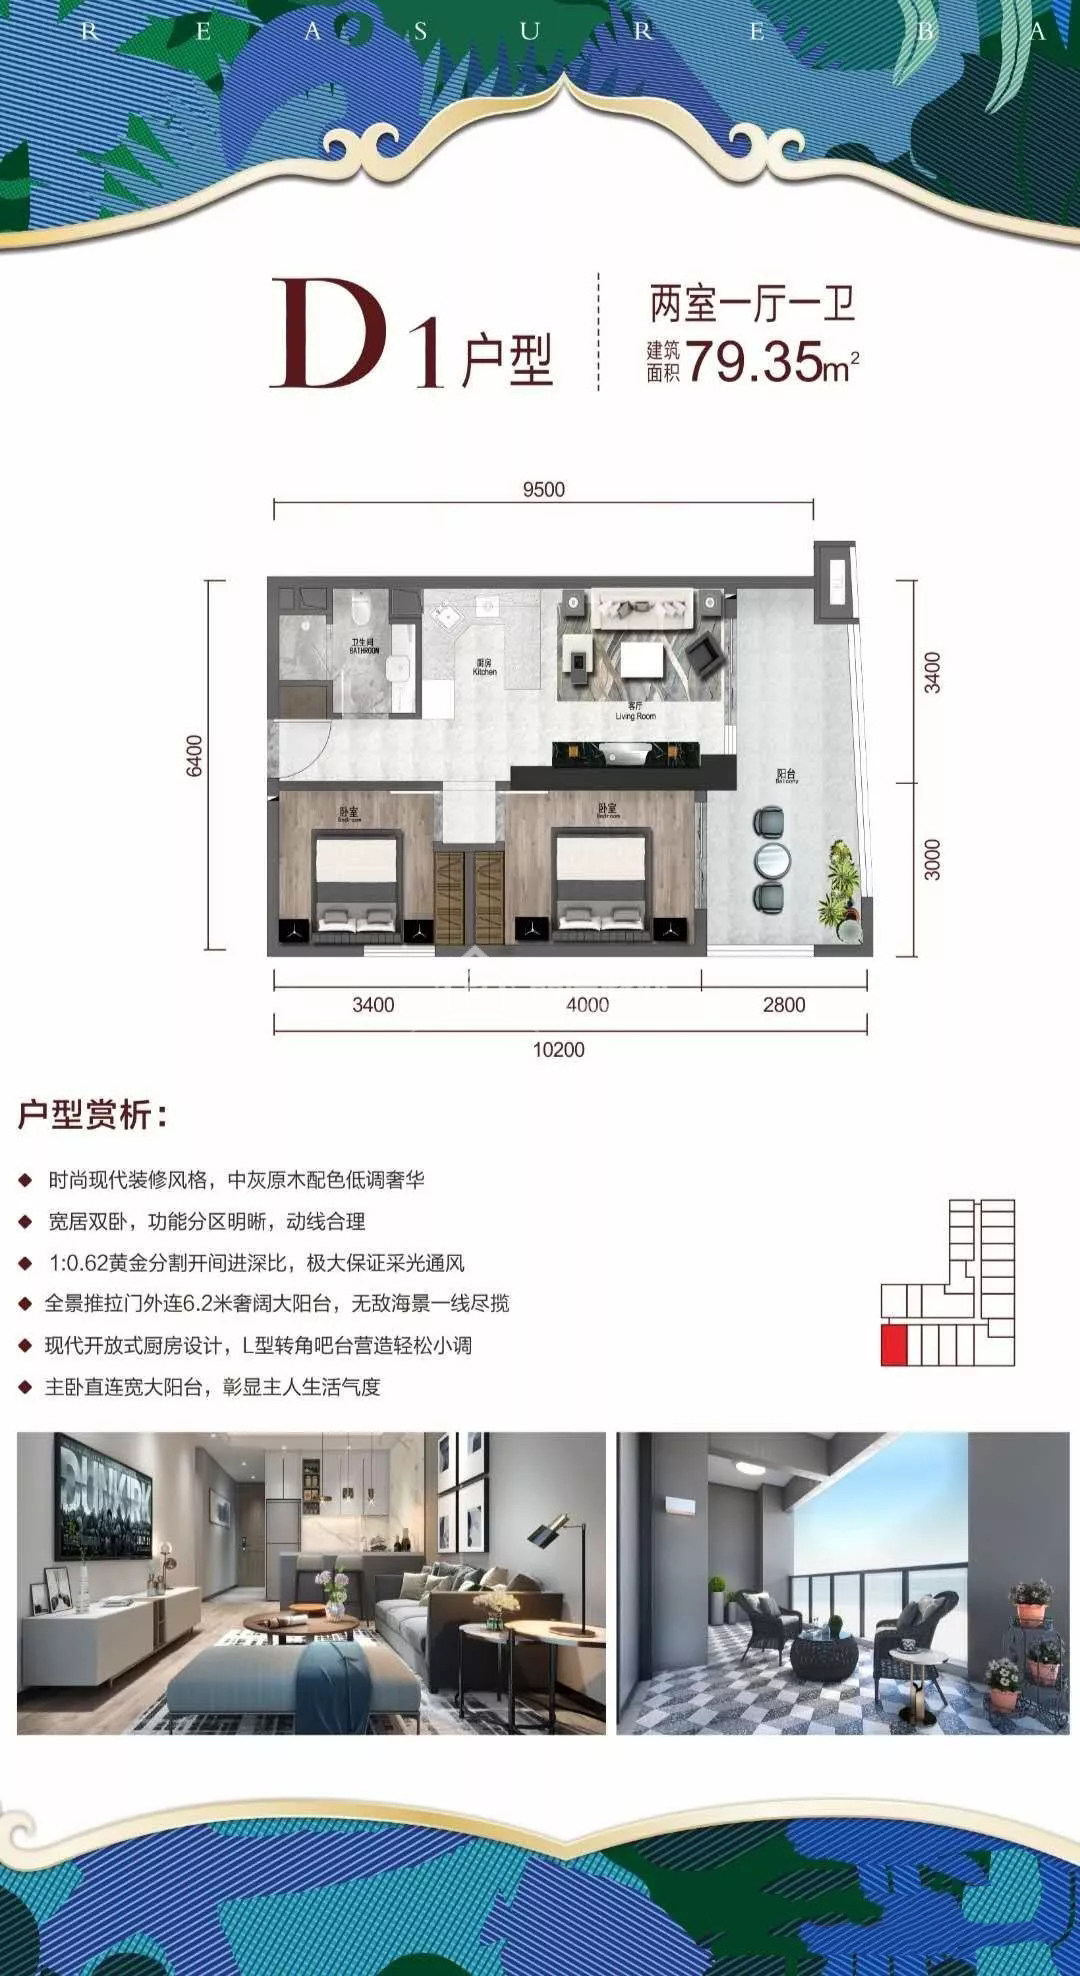 REASURE BA
D1户型
两室一厅一卫
建筑面积 79.35m²
9500
6400
3400
3000
卫生间
BATHROOM
厨房
Kitchen
客厅
Living Room
阳台
Balcony
卧室
Bedroom
卧室
Bedroom
3400
4000
2800
10200
户型赏析：
◆ 时尚现代装修风格，中灰原木配色低调奢华
◆ 宽居双卧，功能分区明晰，动线合理
◆ 1:0.62黄金分割开间进深比，极大保证采光通风
◆ 全景推拉门外连6.2米奢阔大阳台，无敌海景一线尽揽
◆ 现代开放式厨房设计，L型转角吧台营造轻松小调
◆ 主卧直连宽大阳台，彰显主人生活气度
DUNKIRK